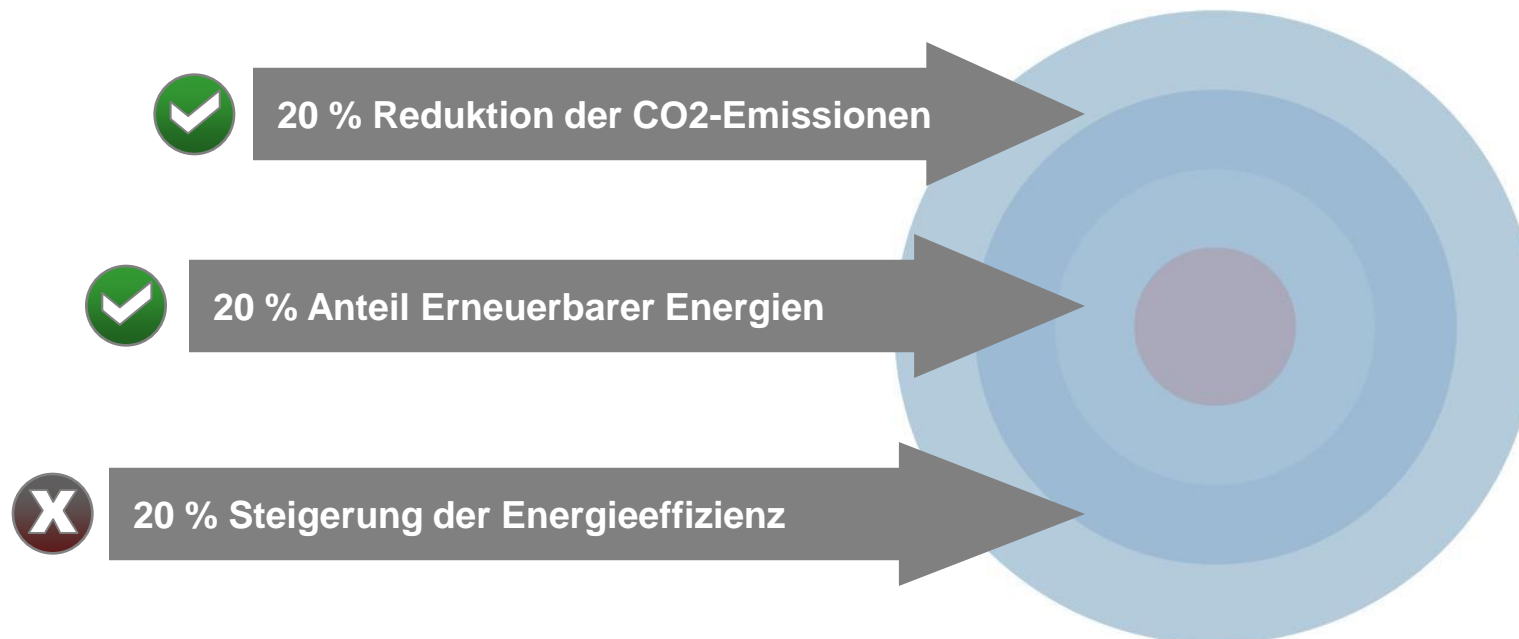 20 % Reduktion der CO2-Emissionen
20 % Anteil Erneuerbarer Energien
X
20 % Steigerung der Energieeffizienz